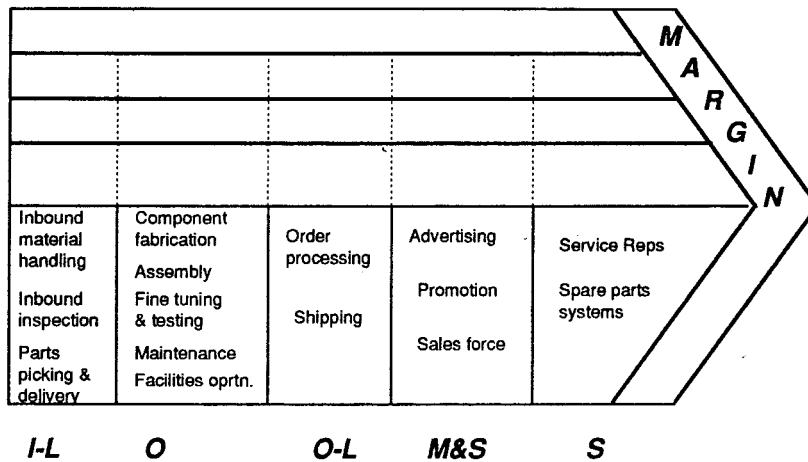 MARGIN
Inbound
material
handling
Inbound
inspection
Parts
picking &
delivery
Component
fabrication
Assembly
Fine tuning
& testing
Maintenance
Facilities oprtn.
Order
processing
Shipping
Advertising
Promotion
Sales force
Service Reps
Spare parts
systems
I-L O O-L M&S S